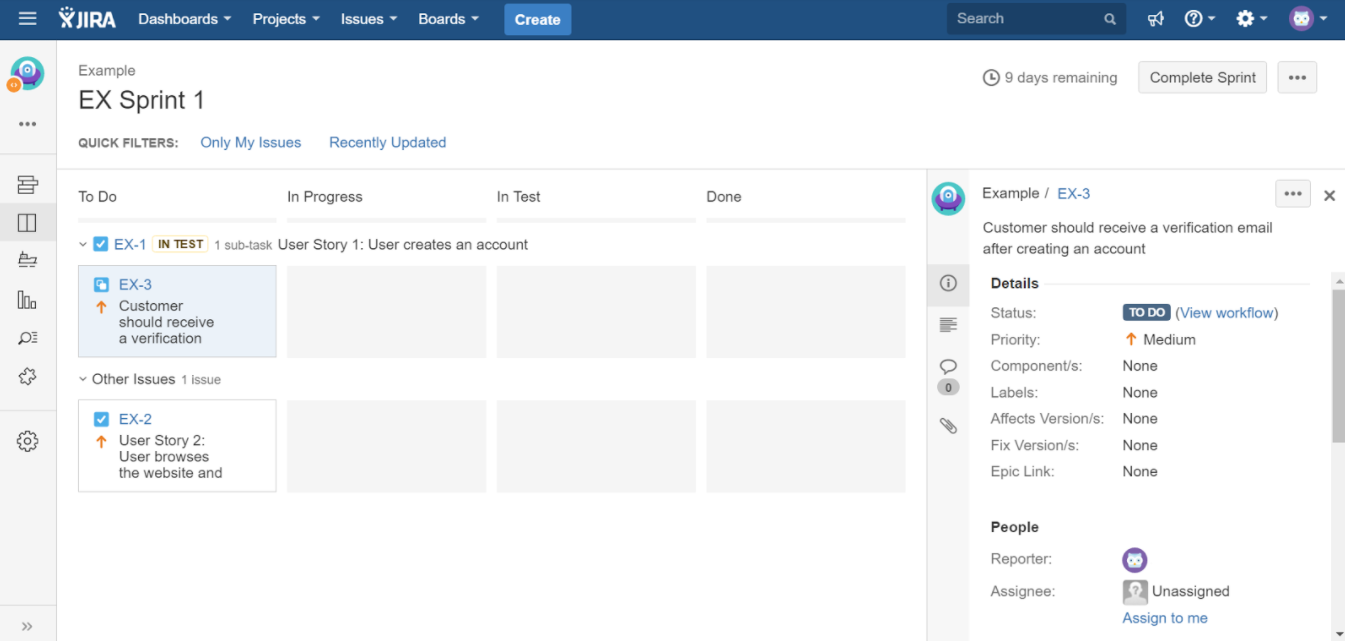 JIRA Dashboards Projects Issues Boards Create Search
Example
EX Sprint 1
9 days remaining Complete Sprint
QUICK FILTERS: Only My Issues Recently Updated
To Do In Progress In Test Done
EX-1 IN TEST 1 sub-task User Story 1: User creates an account
EX-3
Customer
should receive
a verification
Other Issues 1 issue
EX-2
User Story 2:
User browses
the website and
Example / EX-3
Customer should receive a verification email
after creating an account
Details
Status: TO DO (View workflow)
Priority: Medium
Component/s: None
Labels: None
Affects Version/s: None
Fix Version/s: None
Epic Link: None
0
People
Reporter:
Assignee: Unassigned
Assign to me